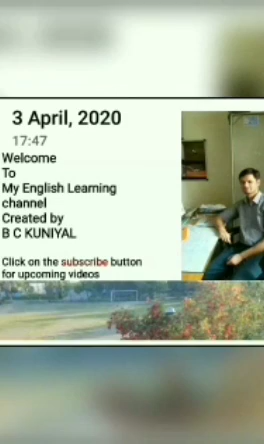 3 April, 2020
17:47
Welcome
To
My English Learning
channel
Created by
B C KUNIYAL
Click on the subscribe button
for upcoming videos